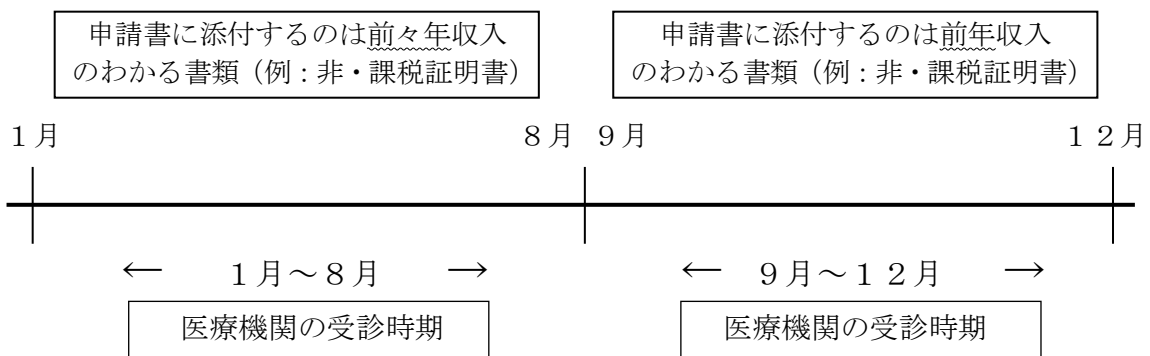 申請書に添付するのは前々年収入
のわかる書類（例：非・課税証明書）
申請書に添付するのは前年収入
のわかる書類（例：非・課税証明書）
１月
８月
９月
１２月
← １月～８月 →
← ９月～１２月 →
医療機関の受診時期
医療機関の受診時期